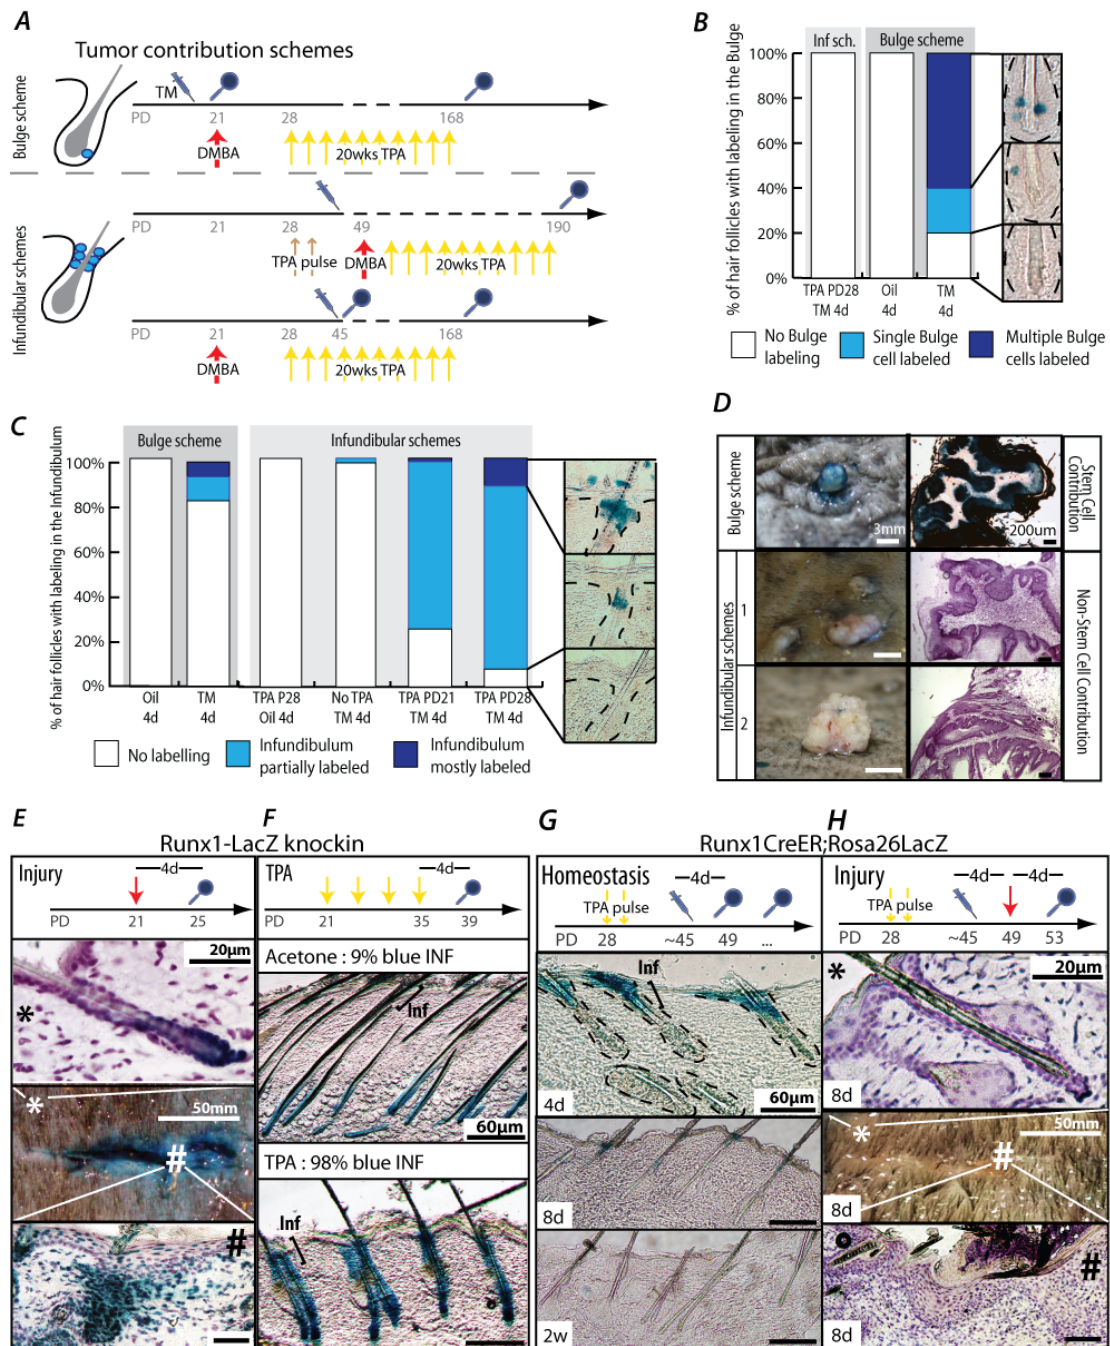 A
Tumor contribution schemes
Bulge scheme
TM
PD 21 28 168
DMBA
20wks TPA
Infundibular schemes
PD 21 28 49 190
TPA pulse
DMBA
20wks TPA
PD 21 28 45 168
DMBA
20wks TPA
B
% of hair follicles with labeling in the Bulge
Inf sch. Bulge scheme
100%
80%
60%
40%
20%
0%
TPA PD28 Oil TM
TM 4d 4d 4d
No Bulge labeling
Single Bulge cell labeled
Multiple Bulge cells labeled
C
% of hair follicles with labeling in the Infundibulum
Bulge scheme Infundibular schemes
100%
80%
60%
40%
20%
0%
Oil TM TPA P28 No TPA TPA PD21 TPA PD28
4d 4d Oil 4d TM 4d TM 4d TM 4d
No labelling
Infundibulum partially labeled
Infundibulum mostly labeled
D
Bulge scheme
3mm
200um
Stem Cell Contribution
Infundibular schemes
1
2
Non-Stem Cell Contribution
E F
Runx1-LacZ knockin
Injury
4d
PD 21 25
20µm
*
*
50mm
#
#
TPA
4d
PD 21 35 39
Acetone : 9% blue INF
Inf
60µm
TPA : 98% blue INF
Inf
G H
Runx1CreER;Rosa26LacZ
Homeostasis
4d
TPA pulse
PD 28 ~45 49 ...
Inf
4d
60µm
8d
2w
Injury
4d 4d
TPA pulse
PD 28 ~45 49 53
20µm
*
8d
*
50mm
#
8d
#
8d